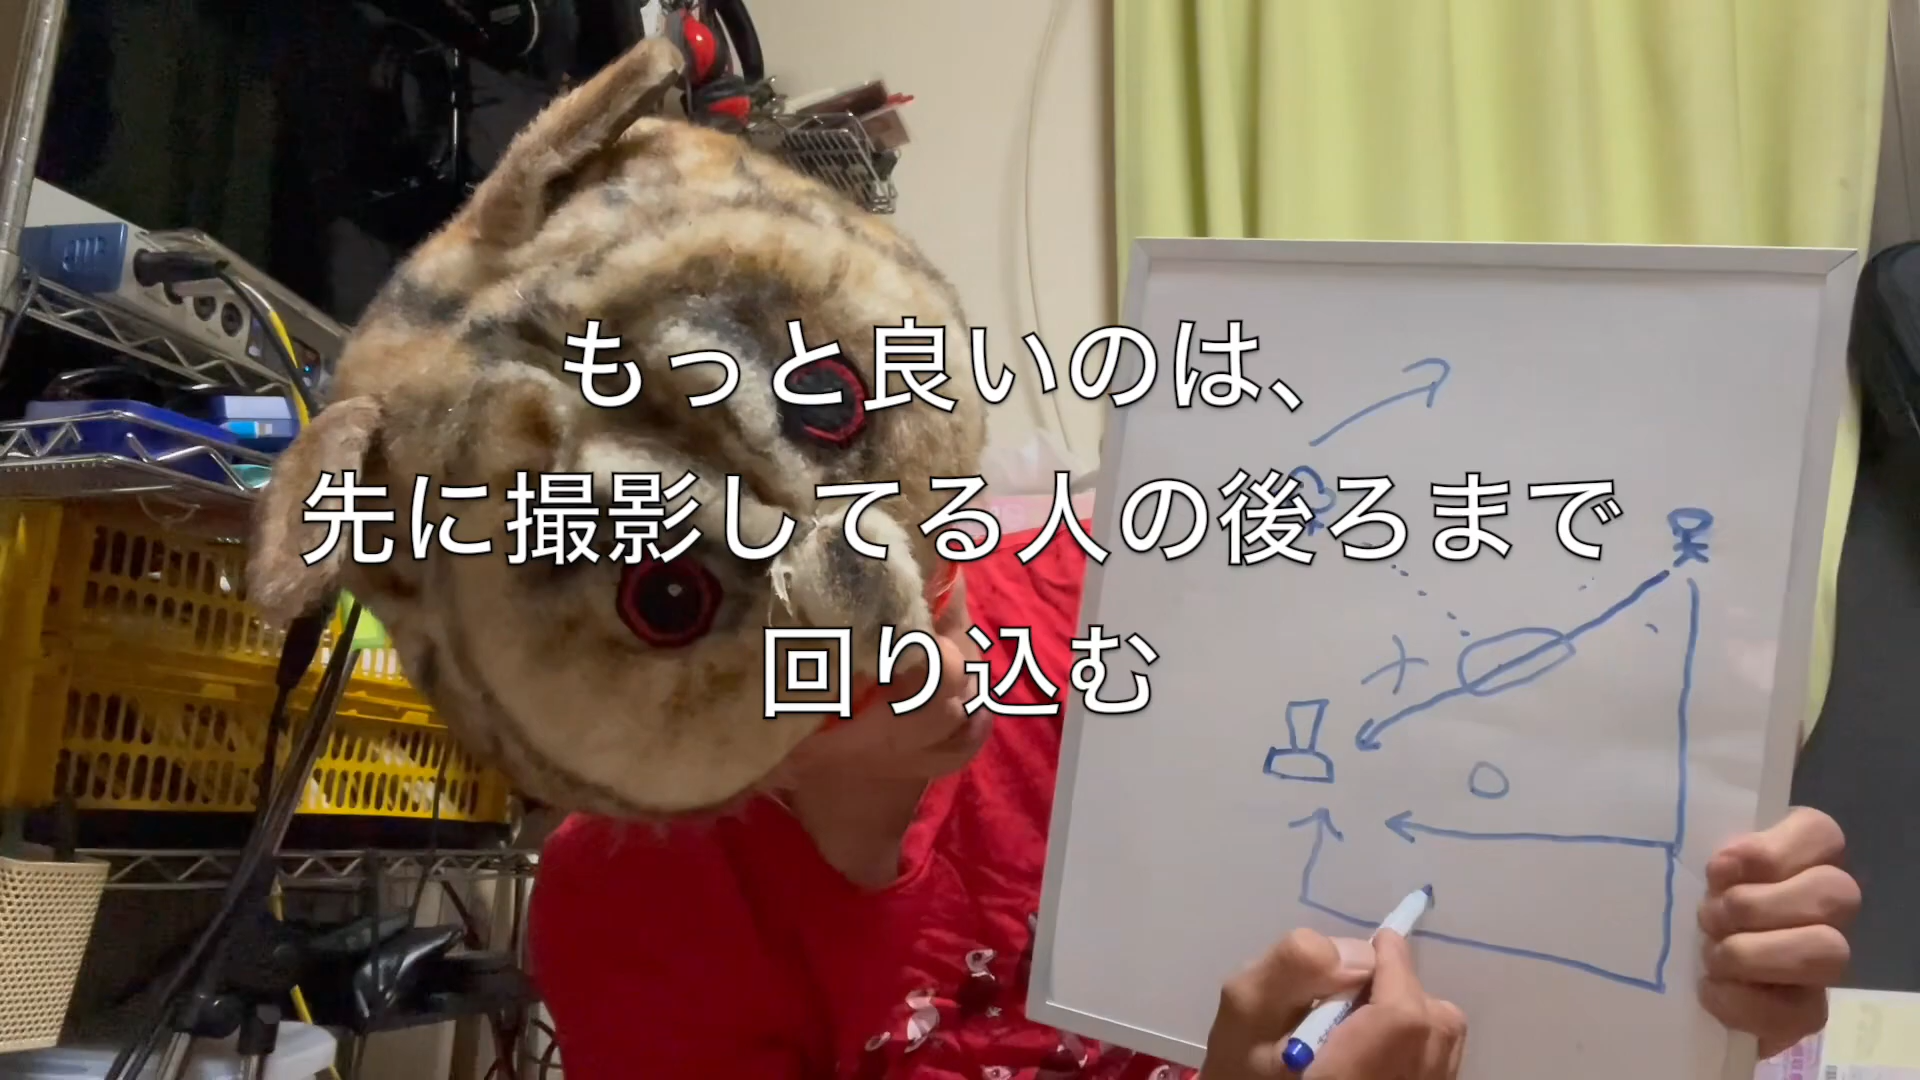 もっと良いのは、
先に撮影してる人の後ろまで
回り込む